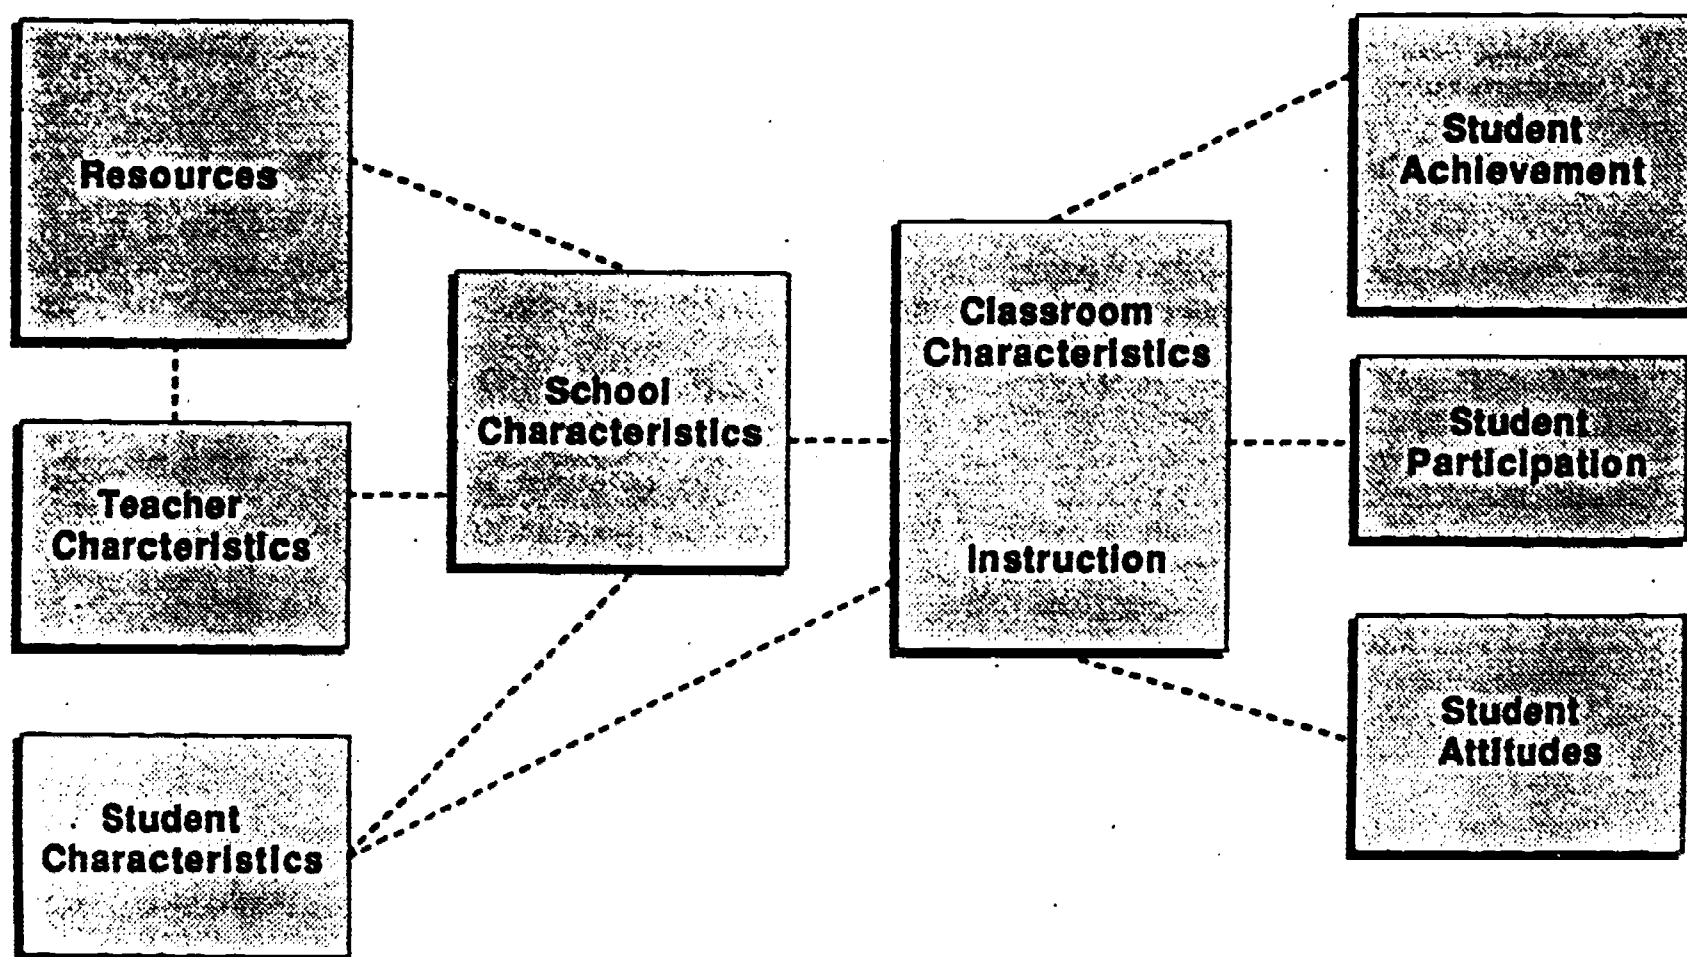 Resources
Teacher
Charcteristics
Student
Characteristics
School
Characteristics
Classroom
Characteristics
Instruction
Student
Achievement
Student
Participation
Student
Attitudes